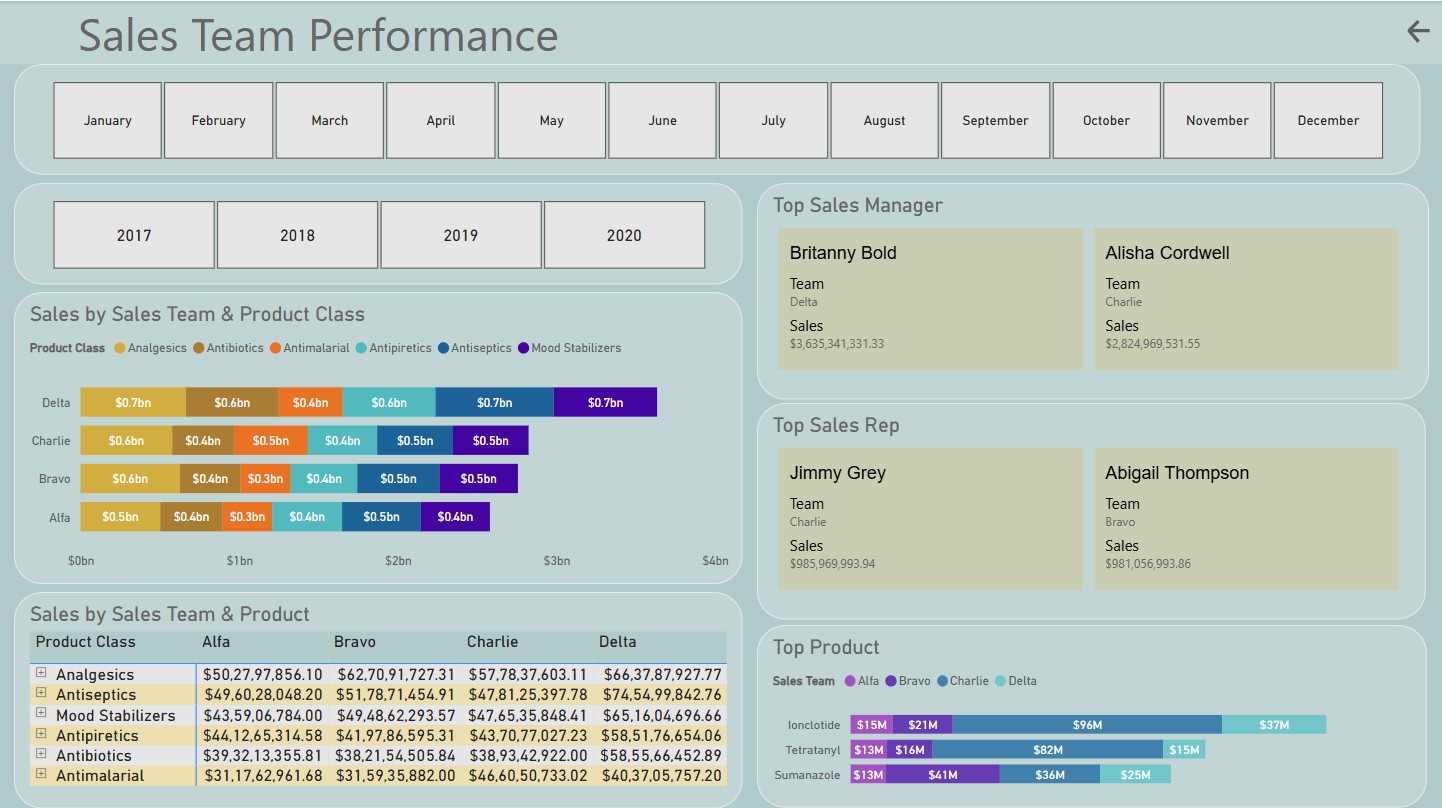 Sales Team Performance
January February March April May June July August September October November December
2017 2018 2019 2020
Sales by Sales Team & Product Class
Product Class Analgesics Antibiotics Antimalarial Antipiretics Antiseptics Mood Stabilizers
Delta $0.7bn $0.6bn $0.4bn $0.6bn $0.7bn $0.7bn
Charlie $0.6bn $0.4bn $0.5bn $0.4bn $0.5bn $0.5bn
Bravo $0.6bn $0.4bn $0.3bn $0.4bn $0.5bn $0.5bn
Alfa $0.5bn $0.4bn $0.3bn $0.4bn $0.5bn $0.4bn
$0bn $1bn $2bn $3bn $4bn
Sales by Sales Team & Product
Product Class Alfa Bravo Charlie Delta
Analgesics $50,27,97,856.10 $62,70,91,727.31 $57,78,37,603.11 $66,37,87,927.77
Antiseptics $49,60,28,048.20 $51,78,71,454.91 $47,81,25,397.78 $74,54,99,842.76
Mood Stabilizers $43,59,06,784.00 $49,48,62,293.57 $47,65,35,848.41 $65,16,04,696.66
Antipiretics $44,12,65,314.58 $41,97,86,595.31 $43,70,77,027.23 $58,51,76,654.06
Antibiotics $39,32,13,355.81 $38,21,54,505.84 $38,93,42,922.00 $58,55,66,452.89
Antimalarial $31,17,62,961.68 $31,59,35,882.00 $46,60,50,733.02 $40,37,05,757.20
Top Sales Manager
Britanny Bold
Team
Delta
Sales
$3,635,341,331.33
Alisha Cordwell
Team
Charlie
Sales
$2,824,969,531.55
Top Sales Rep
Jimmy Grey
Team
Charlie
Sales
$985,969,993.94
Abigail Thompson
Team
Bravo
Sales
$981,056,993.86
Top Product
Sales Team Alfa Bravo Charlie Delta
Ionclotide $15M $21M $96M $37M
Tetratanyl $13M $16M $82M $15M
Sumanazole $13M $41M $36M $25M